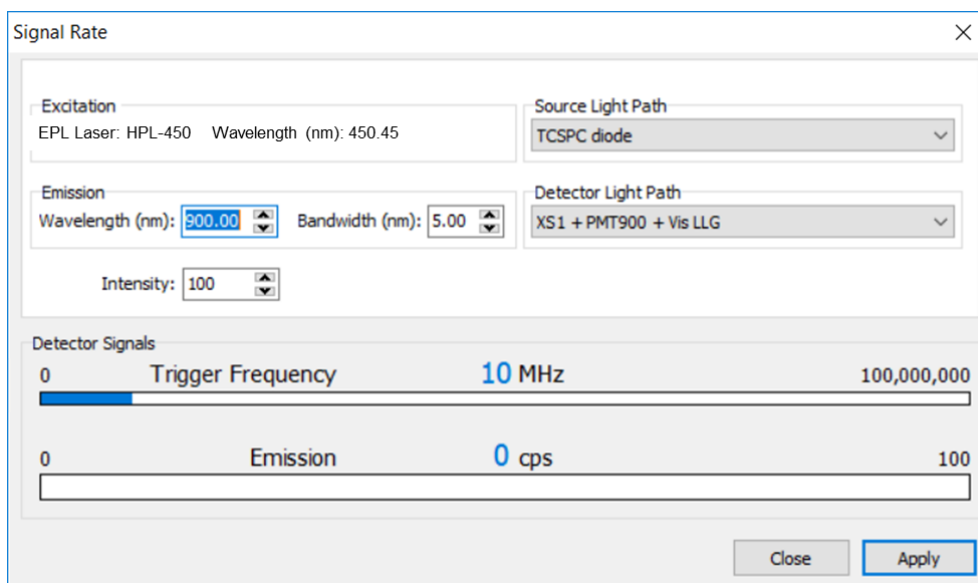 Signal Rate
Excitation
EPL Laser: HPL-450 Wavelength (nm): 450.45
Source Light Path
TCSPC diode
Emission
Wavelength (nm): 900.00 Bandwidth (nm): 5.00
Detector Light Path
XS1 + PMT900 + Vis LLG
Intensity: 100
Detector Signals
0 Trigger Frequency 10 MHz 100,000,000
0 Emission 0 cps 100
Close Apply